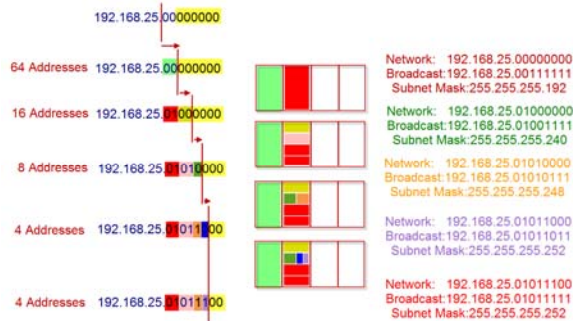 192.168.25.00000000
64 Addresses 192.168.25.00000000
16 Addresses 192.168.25.01000000
8 Addresses 192.168.25.01010000
4 Addresses 192.168.25.01011000
4 Addresses 192.168.25.01011100
Network: 192.168.25.00000000
Broadcast:192.168.25.00111111
Subnet Mask:255.255.255.192
Network: 192.168.25.01000000
Broadcast:192.168.25.01001111
Subnet Mask:255.255.255.240
Network: 192.168.25.01010000
Broadcast:192.168.25.01010111
Subnet Mask:255.255.255.248
Network: 192.168.25.01011000
Broadcast:192.168.25.01011011
Subnet Mask:255.255.255.252
Network: 192.168.25.01011100
Broadcast:192.168.25.01011111
Subnet Mask:255.255.255.252